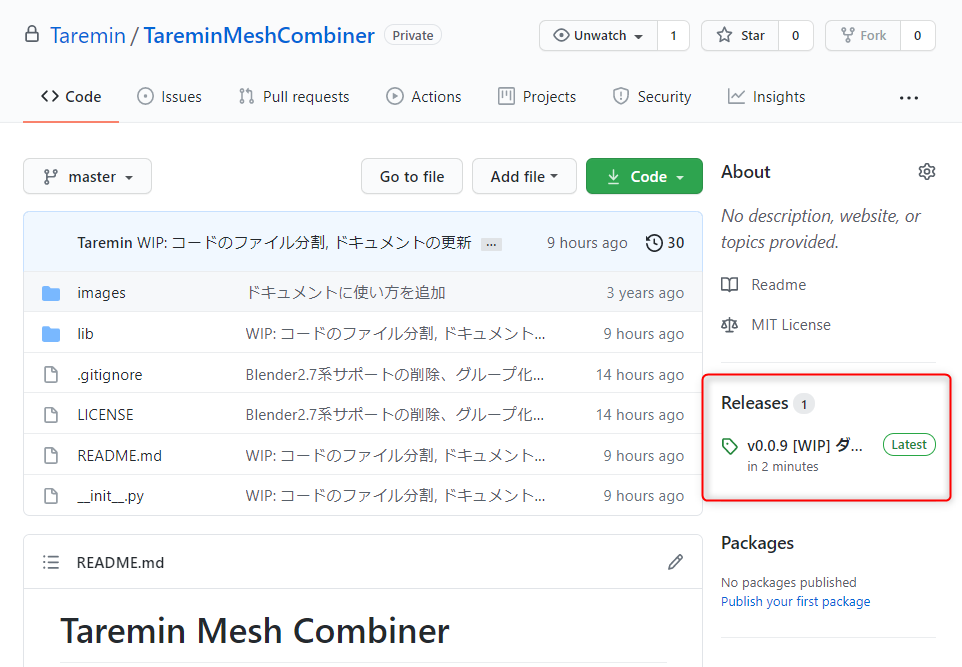 Taremin / TareminMeshCombiner Private
Unwatch 1 Star 0 Fork 0
Code Issues Pull requests Actions Projects Security Insights ...
master Go to file Add file Code
Taremin WIP: コードのファイル分割, ドキュメントの更新 ... 9 hours ago 30
images ドキュメントに使い方を追加 3 years ago
lib WIP: コードのファイル分割, ドキュメント... 9 hours ago
.gitignore Blender2.7系サポートの削除、グループ化... 14 hours ago
LICENSE Blender2.7系サポートの削除、グループ化... 14 hours ago
README.md WIP: コードのファイル分割, ドキュメント... 9 hours ago
__init__.py WIP: コードのファイル分割, ドキュメント... 9 hours ago
README.md
Taremin Mesh Combiner
About
No description, website, or
topics provided.
Readme
MIT License
Releases 1
v0.0.9 [WIP] ダ... Latest
in 2 minutes
Packages
No packages published
Publish your first package